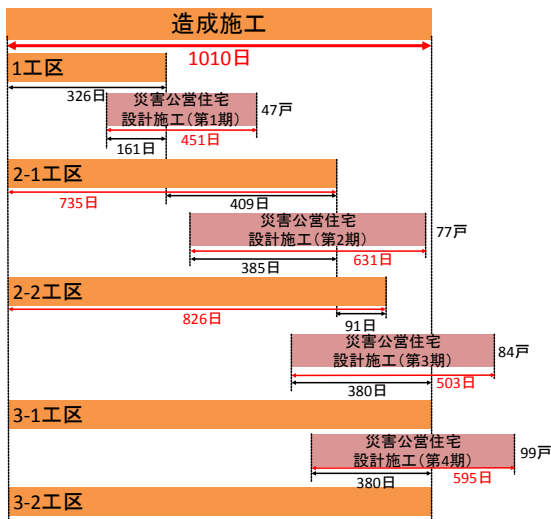 造成施工
1010日
1工区
326日
災害公営住宅
設計施工(第1期)
47戸
451日
161日
2-1工区
735日
409日
災害公営住宅
設計施工(第2期)
77戸
631日
385日
2-2工区
826日
91日
災害公営住宅
設計施工(第3期)
84戸
503日
380日
3-1工区
災害公営住宅
設計施工(第4期)
99戸
595日
380日
3-2工区